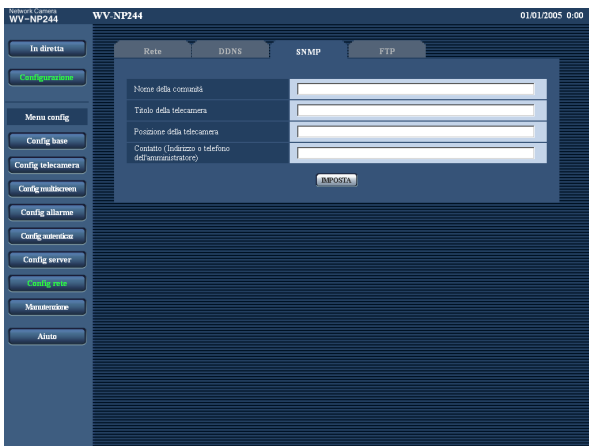 Network Camera
WV-NP244
WV-NP244
01/01/2005 0:00
In diretta
Configurazione
Menu config
Config base
Config telecamera
Config multiscreen
Config allarme
Config autenticaz
Config server
Config rete
Manutenzione
Aiuto
Rete
DDNS
SNMP
FTP
Nome della comunità
Titolo della telecamera
Posizione della telecamera
Contatto (Indirizzo o telefono
dell'amministratore)
IMPOSTA